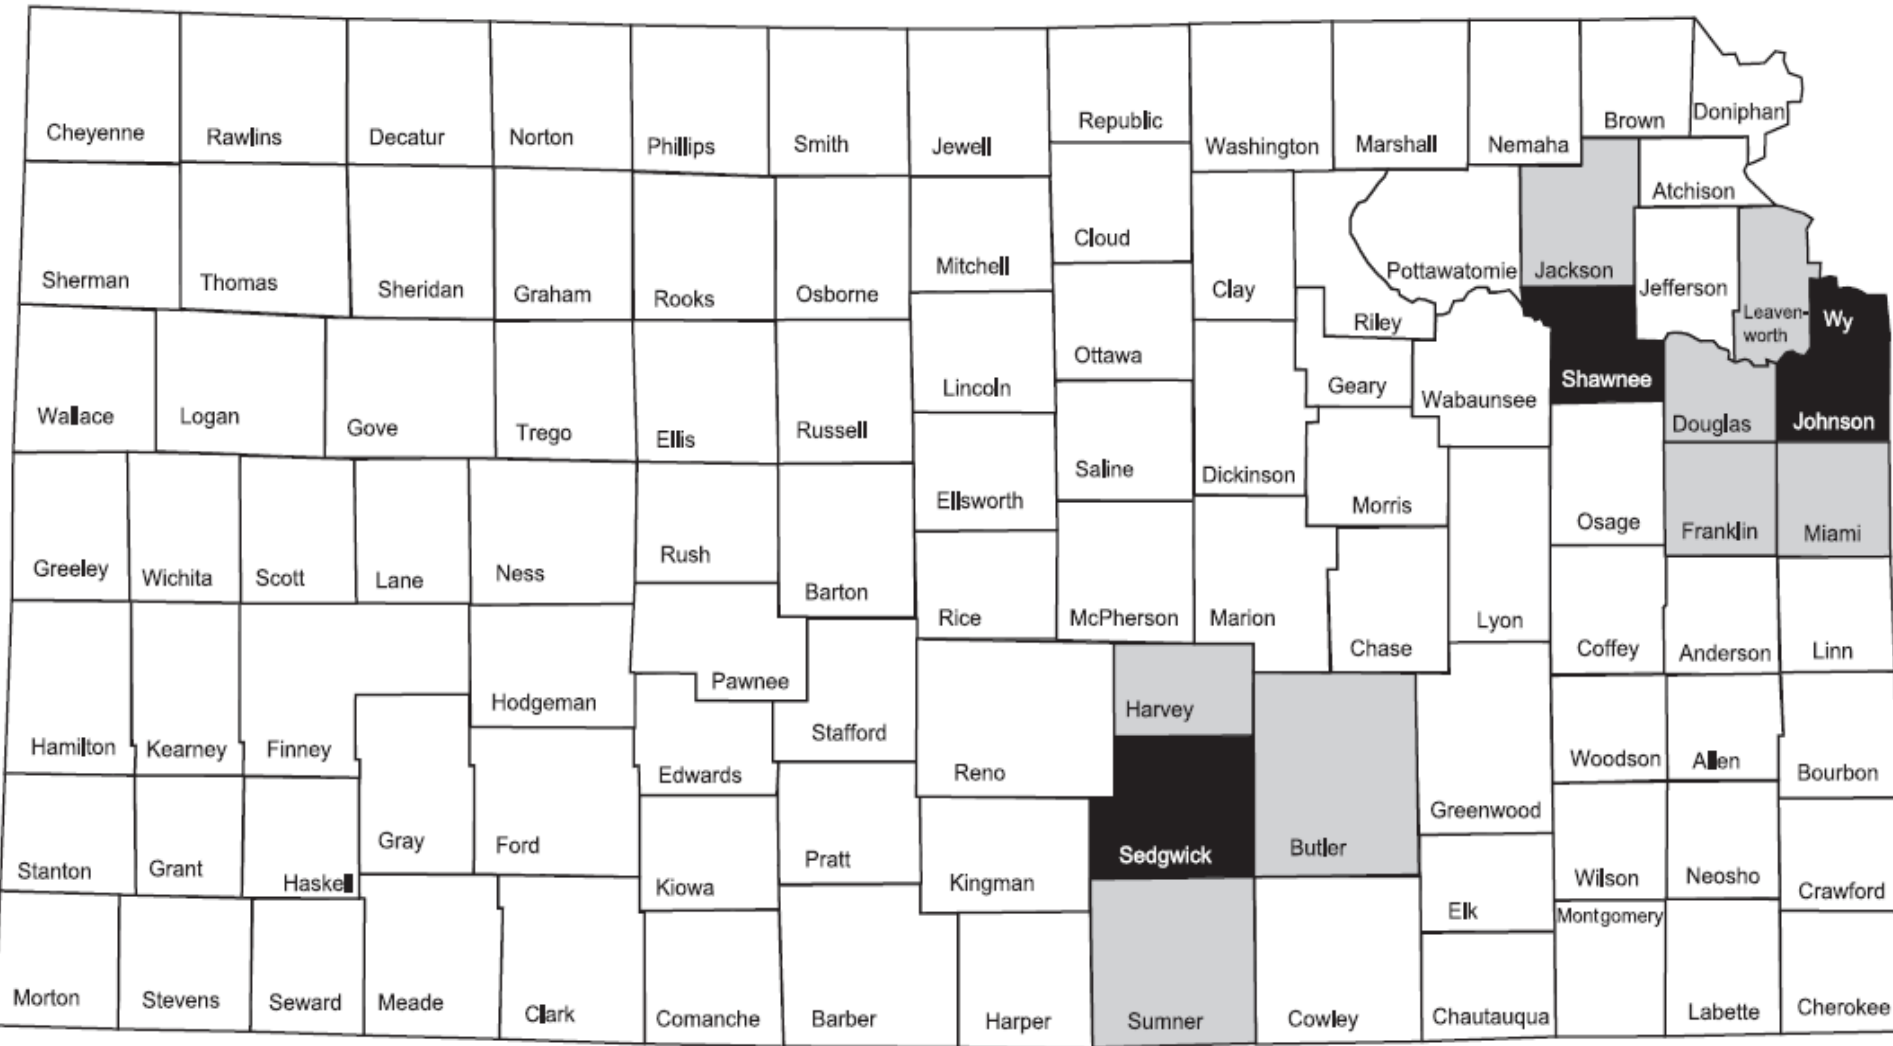 Cheyenne
Rawlins
Decatur
Norton
Phillips
Smith
Jewell
Republic
Washington
Marshall
Nemaha
Brown
Doniphan
Sherman
Thomas
Sheridan
Graham
Rooks
Osborne
Mitchell
Cloud
Clay
Riley
Pottawatomie
Jackson
Atchison
Jefferson
Leaven-
worth
Wy
Wallace
Logan
Gove
Trego
Ellis
Russell
Lincoln
Ottawa
Saline
Dickinson
Geary
Wabaunsee
Shawnee
Douglas
Johnson
Greeley
Wichita
Scott
Lane
Ness
Rush
Barton
Ellsworth
Rice
McPherson
Marion
Morris
Chase
Lyon
Osage
Franklin
Miami
Coffey
Anderson
Linn
Hamilton
Kearney
Finney
Hodgeman
Pawnee
Edwards
Stafford
Reno
Harvey
Butler
Greenwood
Woodson
Allen
Bourbon
Stanton
Grant
Haskell
Gray
Ford
Kiowa
Pratt
Kingman
Sedgwick
Elk
Wilson
Neosho
Crawford
Montgomery
Morton
Stevens
Seward
Meade
Clark
Comanche
Barber
Harper
Sumner
Cowley
Chautauqua
Labette
Cherokee